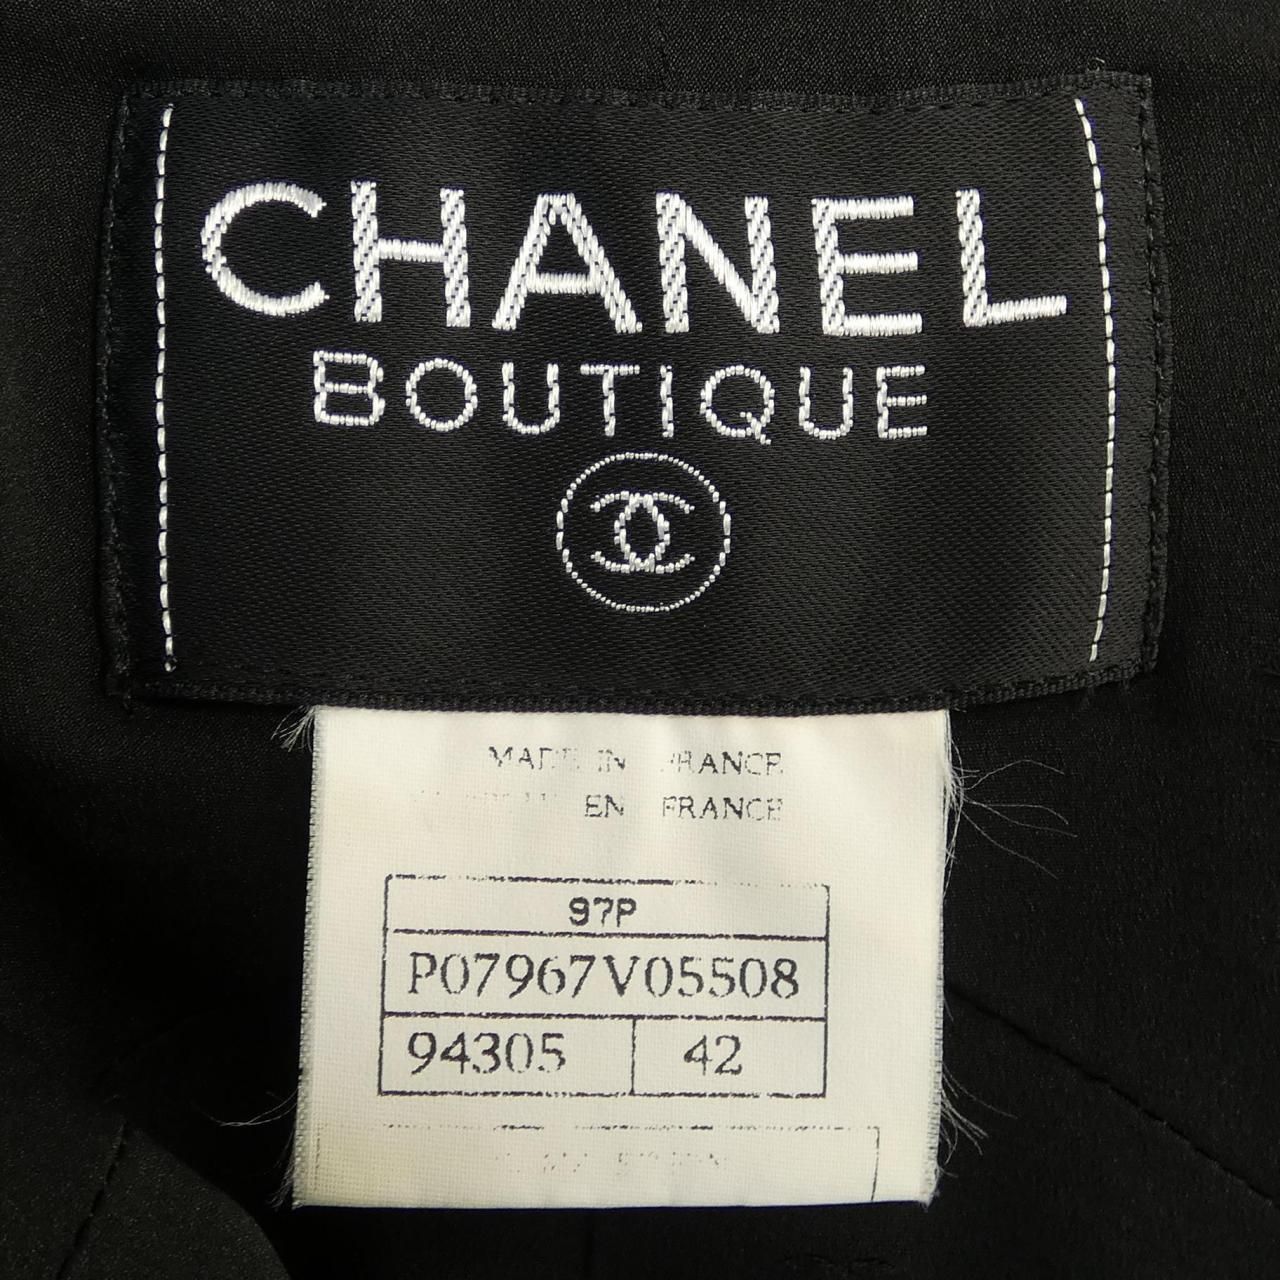 CHANEL
BOUTIQUE
MADE IN FRANCE
EN FRANCE
97P
P07967V05508
94305 42